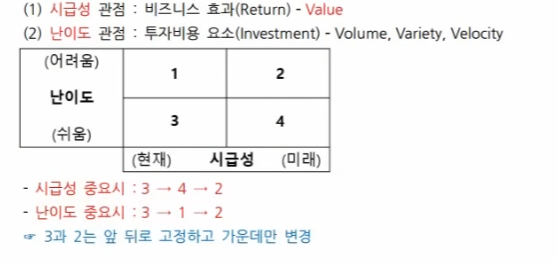 (1) 시급성 관점 : 비즈니스 효과(Return) - Value
(2) 난이도 관점 : 투자비용 요소(Investment) - Volume, Variety, Velocity
(어려움)
난이도
(쉬움)
1 2
3 4
(현재) 시급성 (미래)
- 시급성 중요시 : 3 → 4 → 2
- 난이도 중요시 : 3 → 1 → 2
☞ 3과 2는 앞 뒤로 고정하고 가운데만 변경